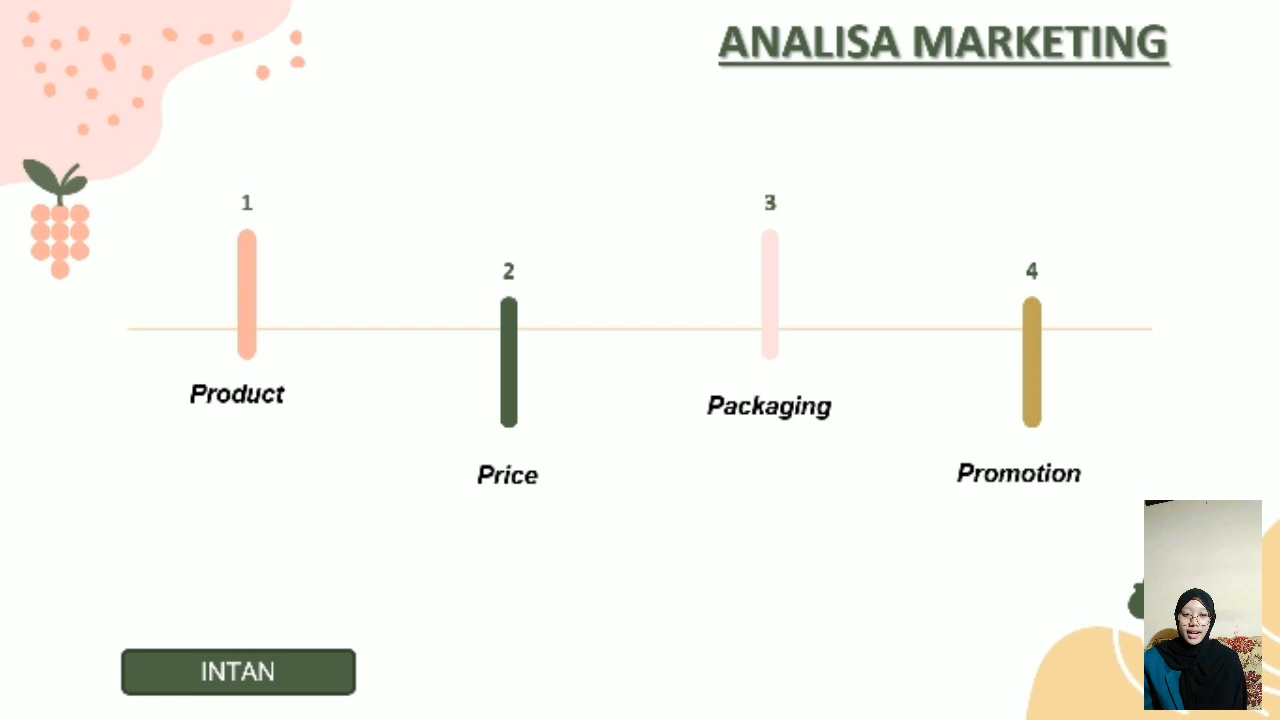 ANALISA MARKETING
1
Product
2
Price
3
Packaging
4
Promotion
INTAN